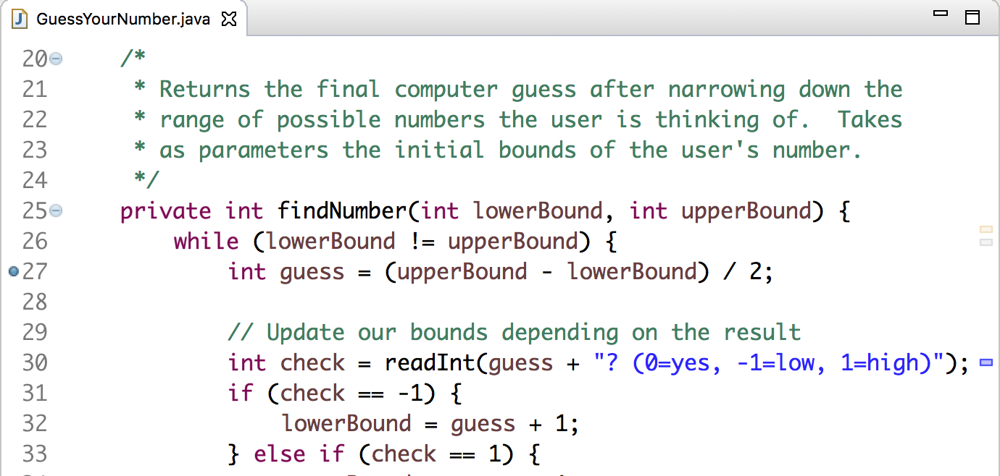 GuessYourNumber.java
20 /*
21 * Returns the final computer guess after narrowing down the
22 * range of possible numbers the user is thinking of.  Takes
23 * as parameters the initial bounds of the user's number.
24 */
25 private int findNumber(int lowerBound, int upperBound) {
26 while (lowerBound != upperBound) {
27 int guess = (upperBound - lowerBound) / 2;
28
29 // Update our bounds depending on the result
30 int check = readInt(guess + "? (0=yes, -1=low, 1=high)");
31 if (check == -1) {
32 lowerBound = guess + 1;
33 } else if (check == 1) {